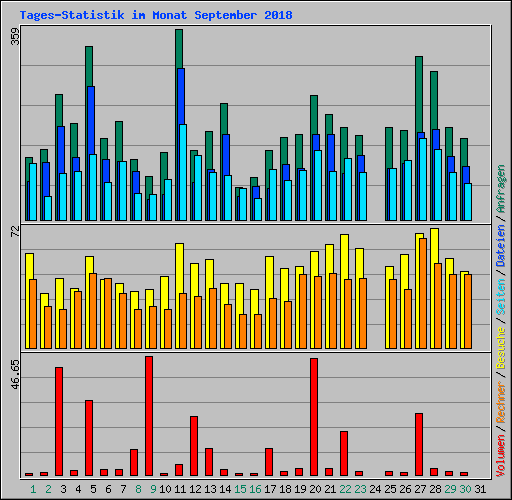 Tages-Statistik im Monat September 2018
359
72
46.65
Volumen / Rechner / Besuche / Seiten / Dateien / Anfragen
1 2 3 4 5 6 7 8 9 10 11 12 13 14 15 16 17 18 19 20 21 22 23 24 25 26 27 28 29 30 31